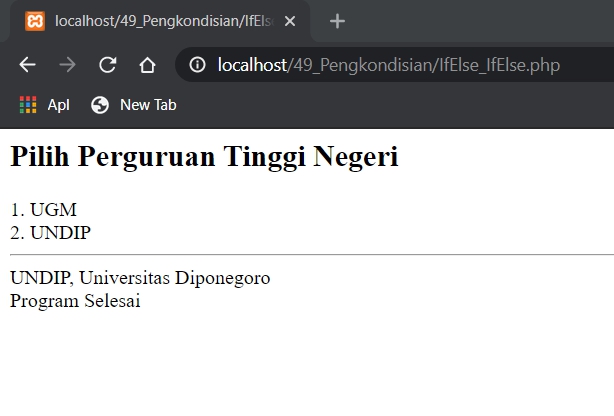 localhost/49_Pengkondisian/IfEls
localhost/49_Pengkondisian/IfElse_IfElse.php
Apl
New Tab
Pilih Perguruan Tinggi Negeri
1. UGM
2. UNDIP
UNDIP, Universitas Diponegoro
Program Selesai